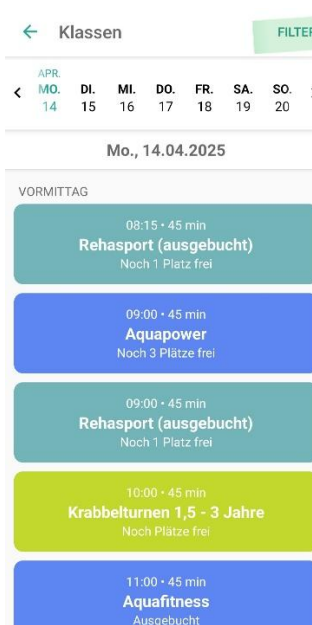 Klassen
FILTER
APR.
MO. DI. MI. DO. FR. SA. SO.
14 15 16 17 18 19 20
Mo., 14.04.2025
VORMITTAG
08:15 • 45 min
Rehasport (ausgebucht)
Noch 1 Platz frei
09:00 • 45 min
Aquapower
Noch 3 Plätze frei
09:00 • 45 min
Rehasport (ausgebucht)
Noch 1 Platz frei
10:00 • 45 min
Krabbelturnen 1,5 - 3 Jahre
Noch Plätze frei
11:00 • 45 min
Aquafitness
Ausgebucht